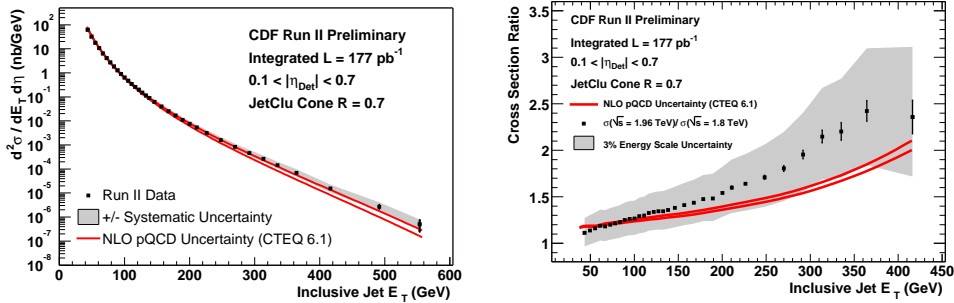 d²σ / dE_T dη (nb/GeV)
10²
10
1
10⁻¹
10⁻²
10⁻³
10⁻⁴
10⁻⁵
10⁻⁶
10⁻⁷
10⁻⁸
CDF Run II Preliminary
Integrated L = 177 pb⁻¹
0.1 < |η_Det| < 0.7
JetClu Cone R = 0.7
Run II Data
+/- Systematic Uncertainty
NLO pQCD Uncertainty (CTEQ 6.1)
0 100 200 300 400 500 600
Inclusive Jet E_T (GeV)
Cross Section Ratio
3.5
3
2.5
2
1.5
1
CDF Run II Preliminary
Integrated L = 177 pb⁻¹
0.1 < |η_Det| < 0.7
JetClu Cone R = 0.7
NLO pQCD Uncertainty (CTEQ 6.1)
σ(√s = 1.96 TeV)/ σ(√s = 1.8 TeV)
3% Energy Scale Uncertainty
0 50 100 150 200 250 300 350 400 450
Inclusive Jet E_T (GeV)